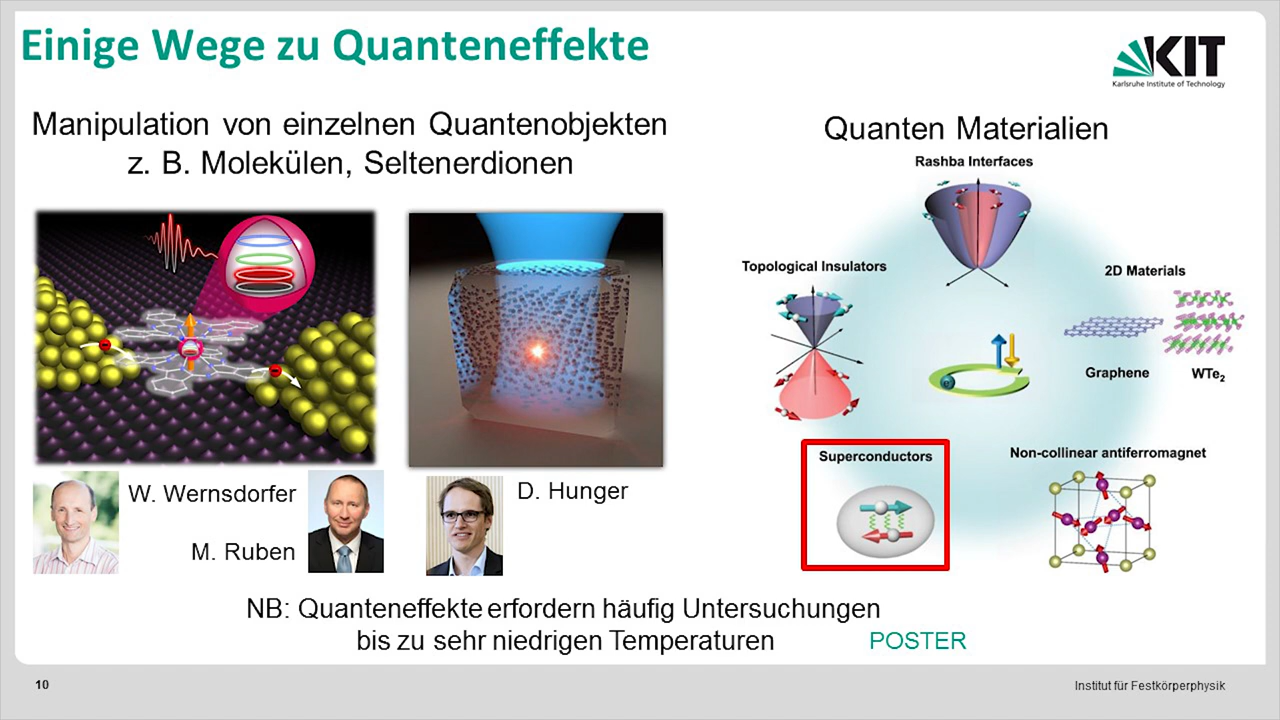 Einige Wege zu Quanteneffekte
KIT
Karlsruhe Institute of Technology
Manipulation von einzelnen Quantenobjekten
z. B. Molekülen, Seltenerdionen
Quanten Materialien
Rashba Interfaces
Topological Insulators
2D Materials
Graphene
WTe₂
Superconductors
Non-collinear antiferromagnet
W. Wernsdorfer
M. Ruben
D. Hunger
NB: Quanteneffekte erfordern häufig Untersuchungen
bis zu sehr niedrigen Temperaturen
POSTER
10
Institut für Festkörperphysik